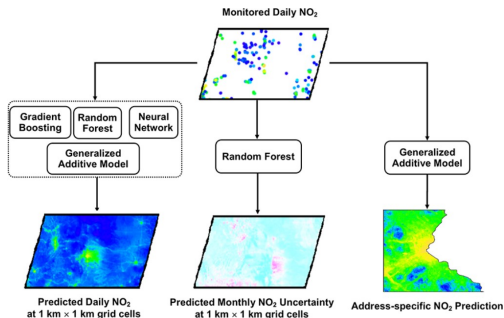 Monitored Daily NO₂
Gradient
Boosting
Random
Forest
Neural
Network
Generalized
Additive Model
Random Forest
Generalized
Additive Model
Predicted Daily NO₂
at 1 km × 1 km grid cells
Predicted Monthly NO₂ Uncertainty
at 1 km × 1 km grid cells
Address-specific NO₂ Prediction